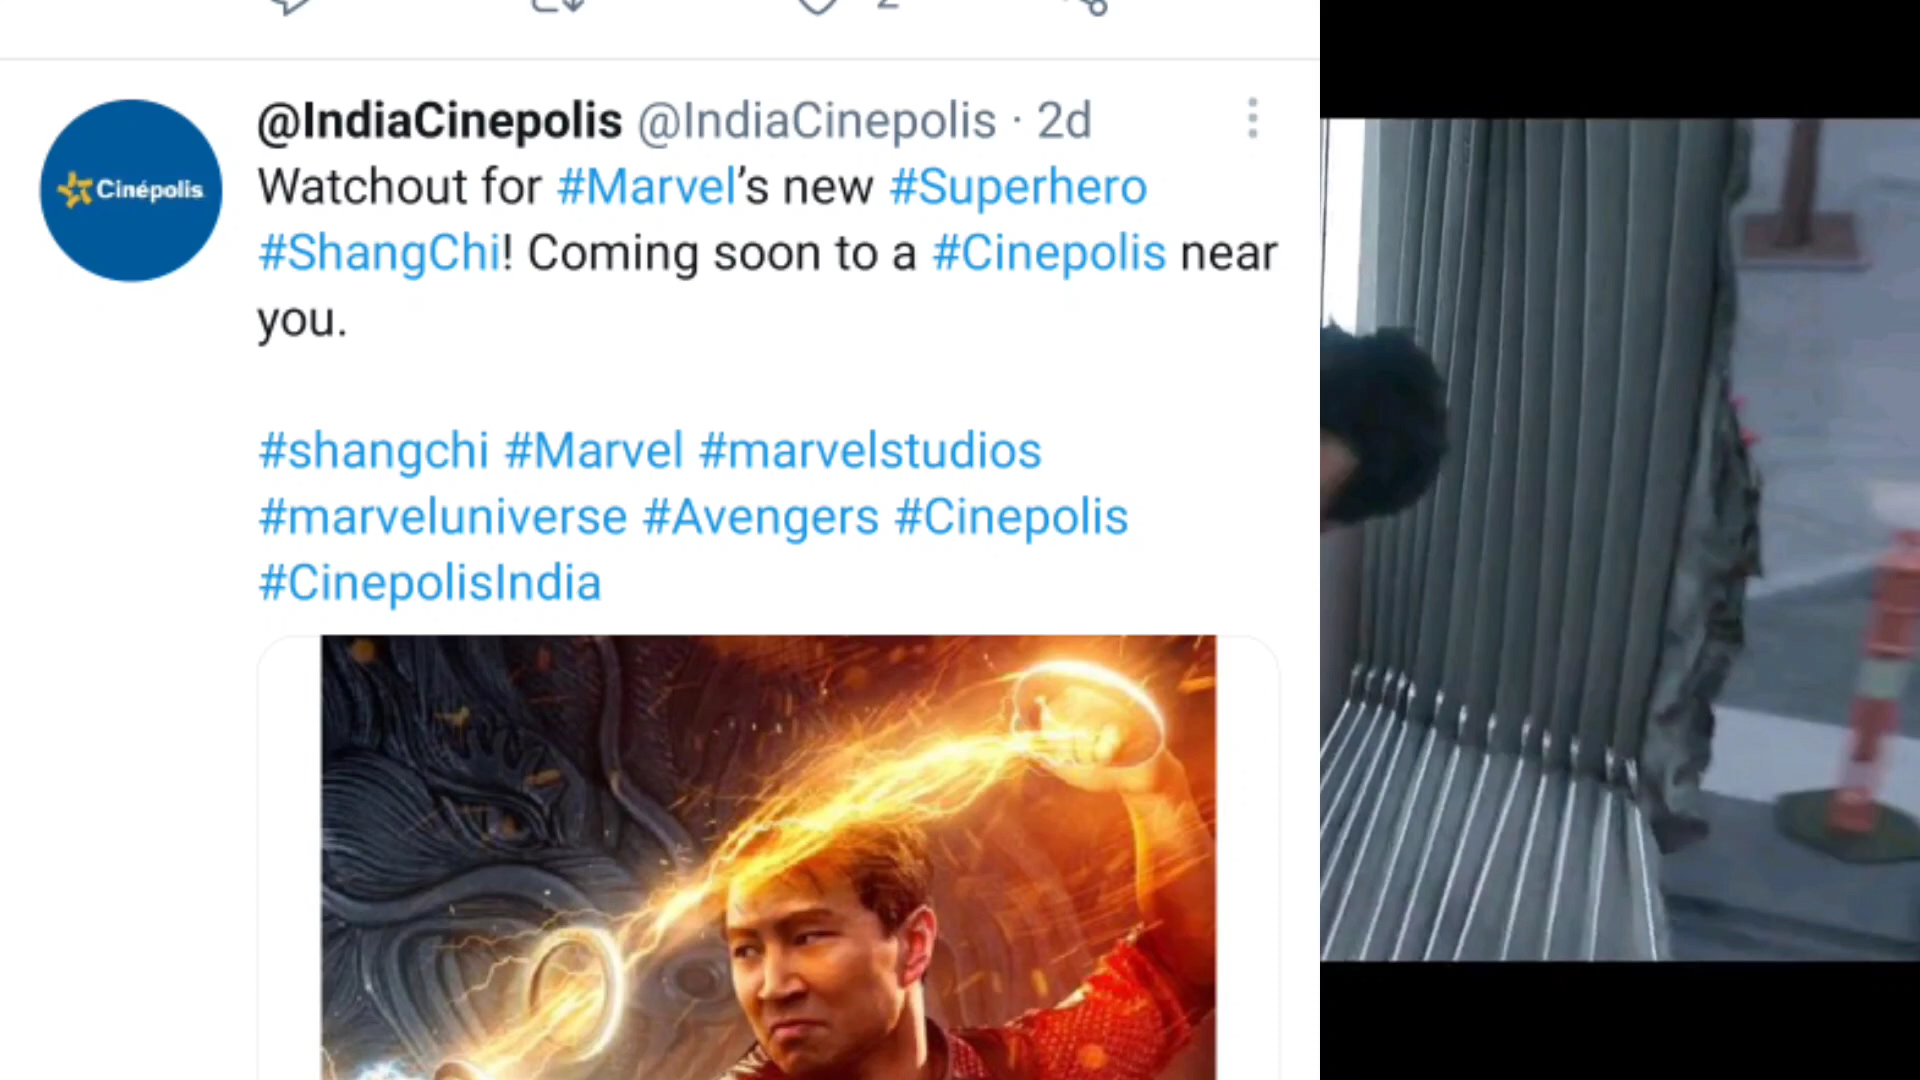 @IndiaCinepolis @IndiaCinepolis · 2d
Cinépolis
Watchout for #Marvel’s new #Superhero
#ShangChi! Coming soon to a #Cinepolis near
you.
#shangchi #Marvel #marvelstudios
#marveluniverse #Avengers #Cinepolis
#CinepolisIndia